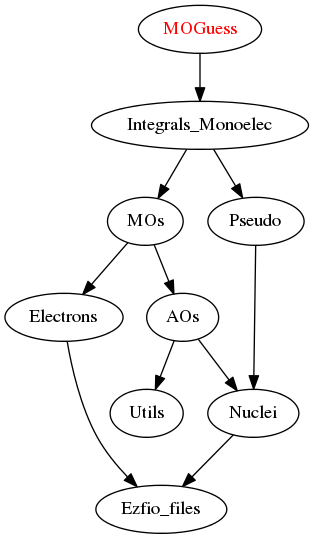 MOGuess
Integrals_Monoelec
MOs
Pseudo
Electrons
AOs
Utils
Nuclei
Ezfio_files